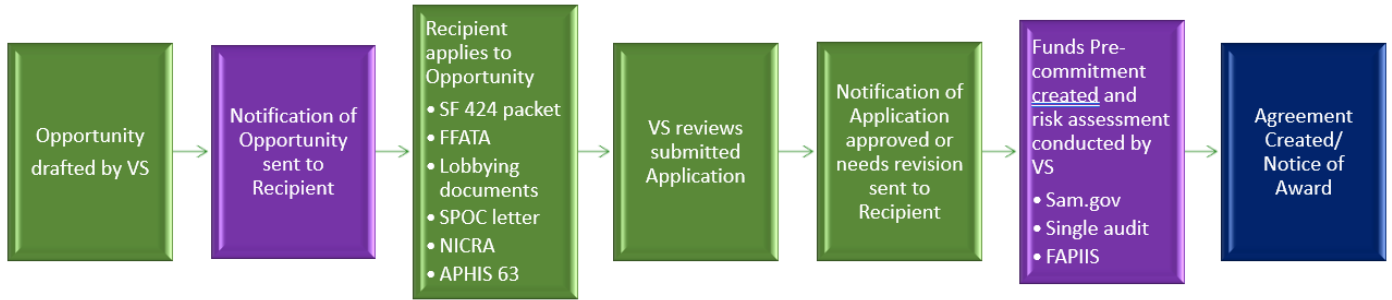 Opportunity
drafted by VS
Notification of
Opportunity
sent to
Recipient
Recipient
applies to
Opportunity
• SF 424 packet
• FFATA
• Lobbying
documents
• SPOC letter
• NICRA
• APHIS 63
VS reviews
submitted
Application
Notification of
Application
approved or
needs revision
sent to
Recipient
Funds Pre-
commitment
created and
risk assessment
conducted by
VS
• Sam.gov
• Single audit
• FAPIIS
Agreement
Created/
Notice of
Award